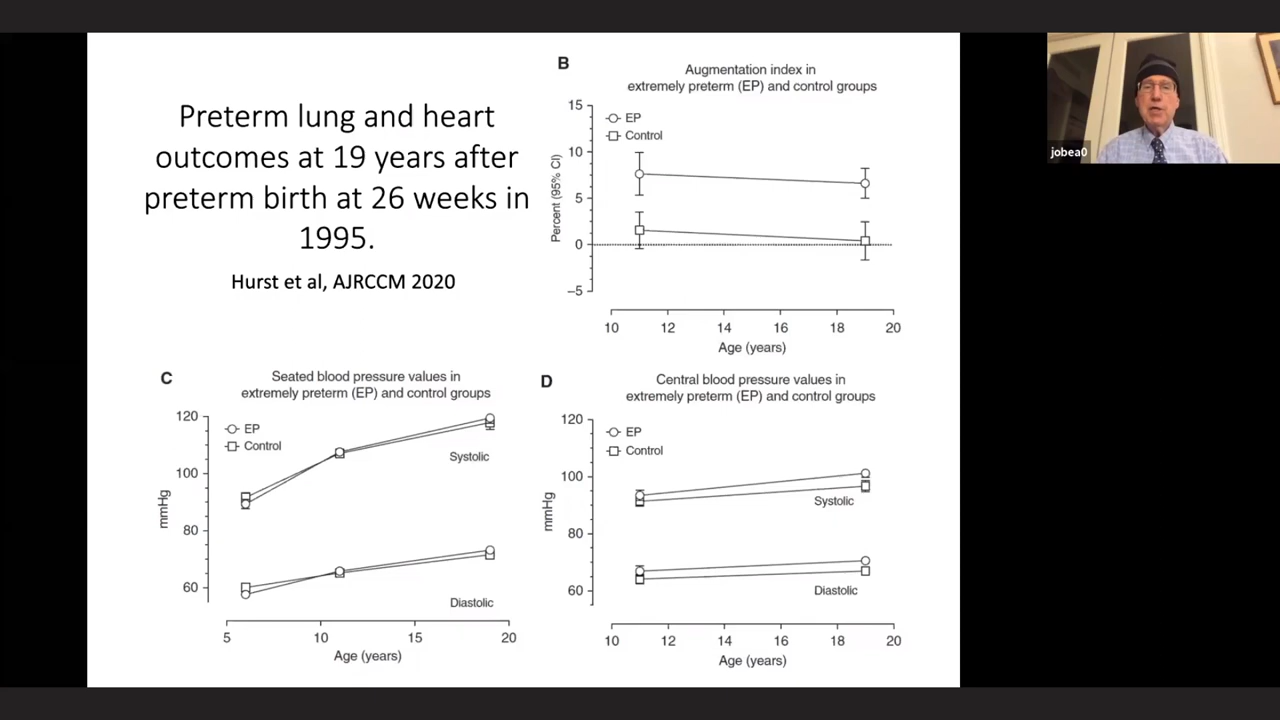 Preterm lung and heart
outcomes at 19 years after
preterm birth at 26 weeks in
1995.
Hurst et al, AJRCCM 2020
B
Augmentation index in
extremely preterm (EP) and control groups
EP
Control
Percent (95% CI)
15
10
5
0
–5
10 12 14 16 18 20
Age (years)
C
Seated blood pressure values in
extremely preterm (EP) and control groups
EP
Control
Systolic
Diastolic
mmHg
120
100
80
60
5 10 15 20
Age (years)
D
Central blood pressure values in
extremely preterm (EP) and control groups
EP
Control
Systolic
Diastolic
mmHg
120
100
80
60
10 12 14 16 18 20
Age (years)
jobea0